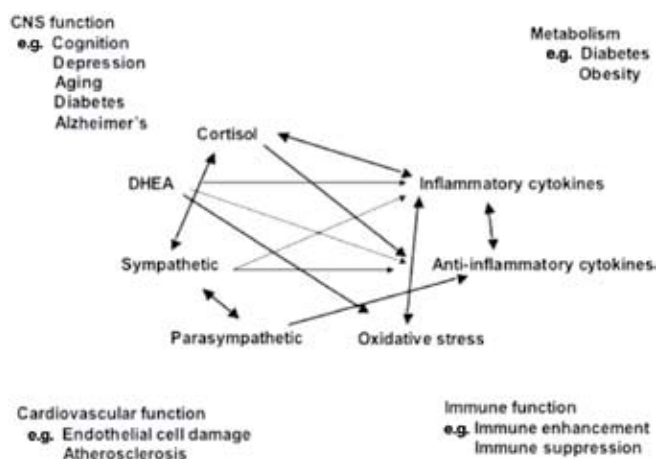 CNS function
e.g. Cognition
Depression
Aging
Diabetes
Alzheimer's
Metabolism
e.g. Diabetes
Obesity
Cortisol
DHEA
Inflammatory cytokines
Sympathetic
Anti-inflammatory cytokines
Parasympathetic
Oxidative stress
Cardiovascular function
e.g. Endothelial cell damage
Atherosclerosis
Immune function
e.g. Immune enhancement
Immune suppression